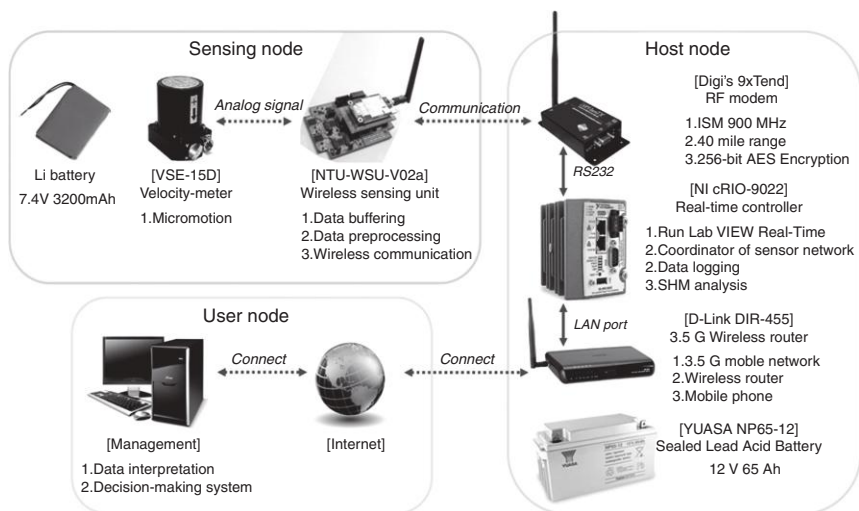 Sensing node
Analog signal
Communication
Li battery
7.4V 3200mAh
[VSE-15D]
Velocity-meter
1.Micromotion
[NTU-WSU-V02a]
Wireless sensing unit
1.Data buffering
2.Data preprocessing
3.Wireless communication
Host node
[Digi's 9xTend]
RF modem
1.ISM 900 MHz
2.40 mile range
3.256-bit AES Encryption
RS232
[NI cRIO-9022]
Real-time controller
1.Run Lab VIEW Real-Time
2.Coordinator of sensor network
2.Data logging
3.SHM analysis
LAN port
[D-Link DIR-455]
3.5 G Wireless router
1.3.5 G moble network
2.Wireless router
3.Mobile phone
[YUASA NP65-12]
Sealed Lead Acid Battery
12 V 65 Ah
YUASA
User node
Connect
Connect
[Management]
1.Data interpretation
2.Decision-making system
[Internet]